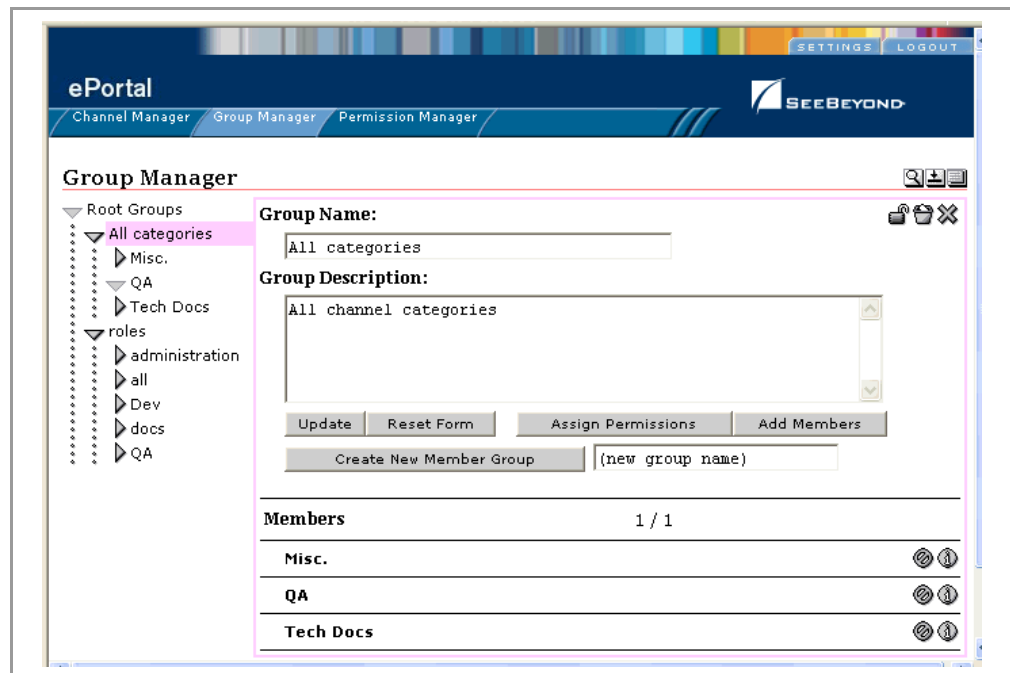 SETTINGS LOGOUT
ePortal
SEEBEYOND
Channel Manager Group Manager Permission Manager
Group Manager
Root Groups
All categories
Misc.
QA
Tech Docs
roles
administration
all
Dev
docs
QA
Group Name:
All categories
Group Description:
All channel categories
Update Reset Form Assign Permissions Add Members
Create New Member Group (new group name)
Members 1 / 1
Misc.
QA
Tech Docs